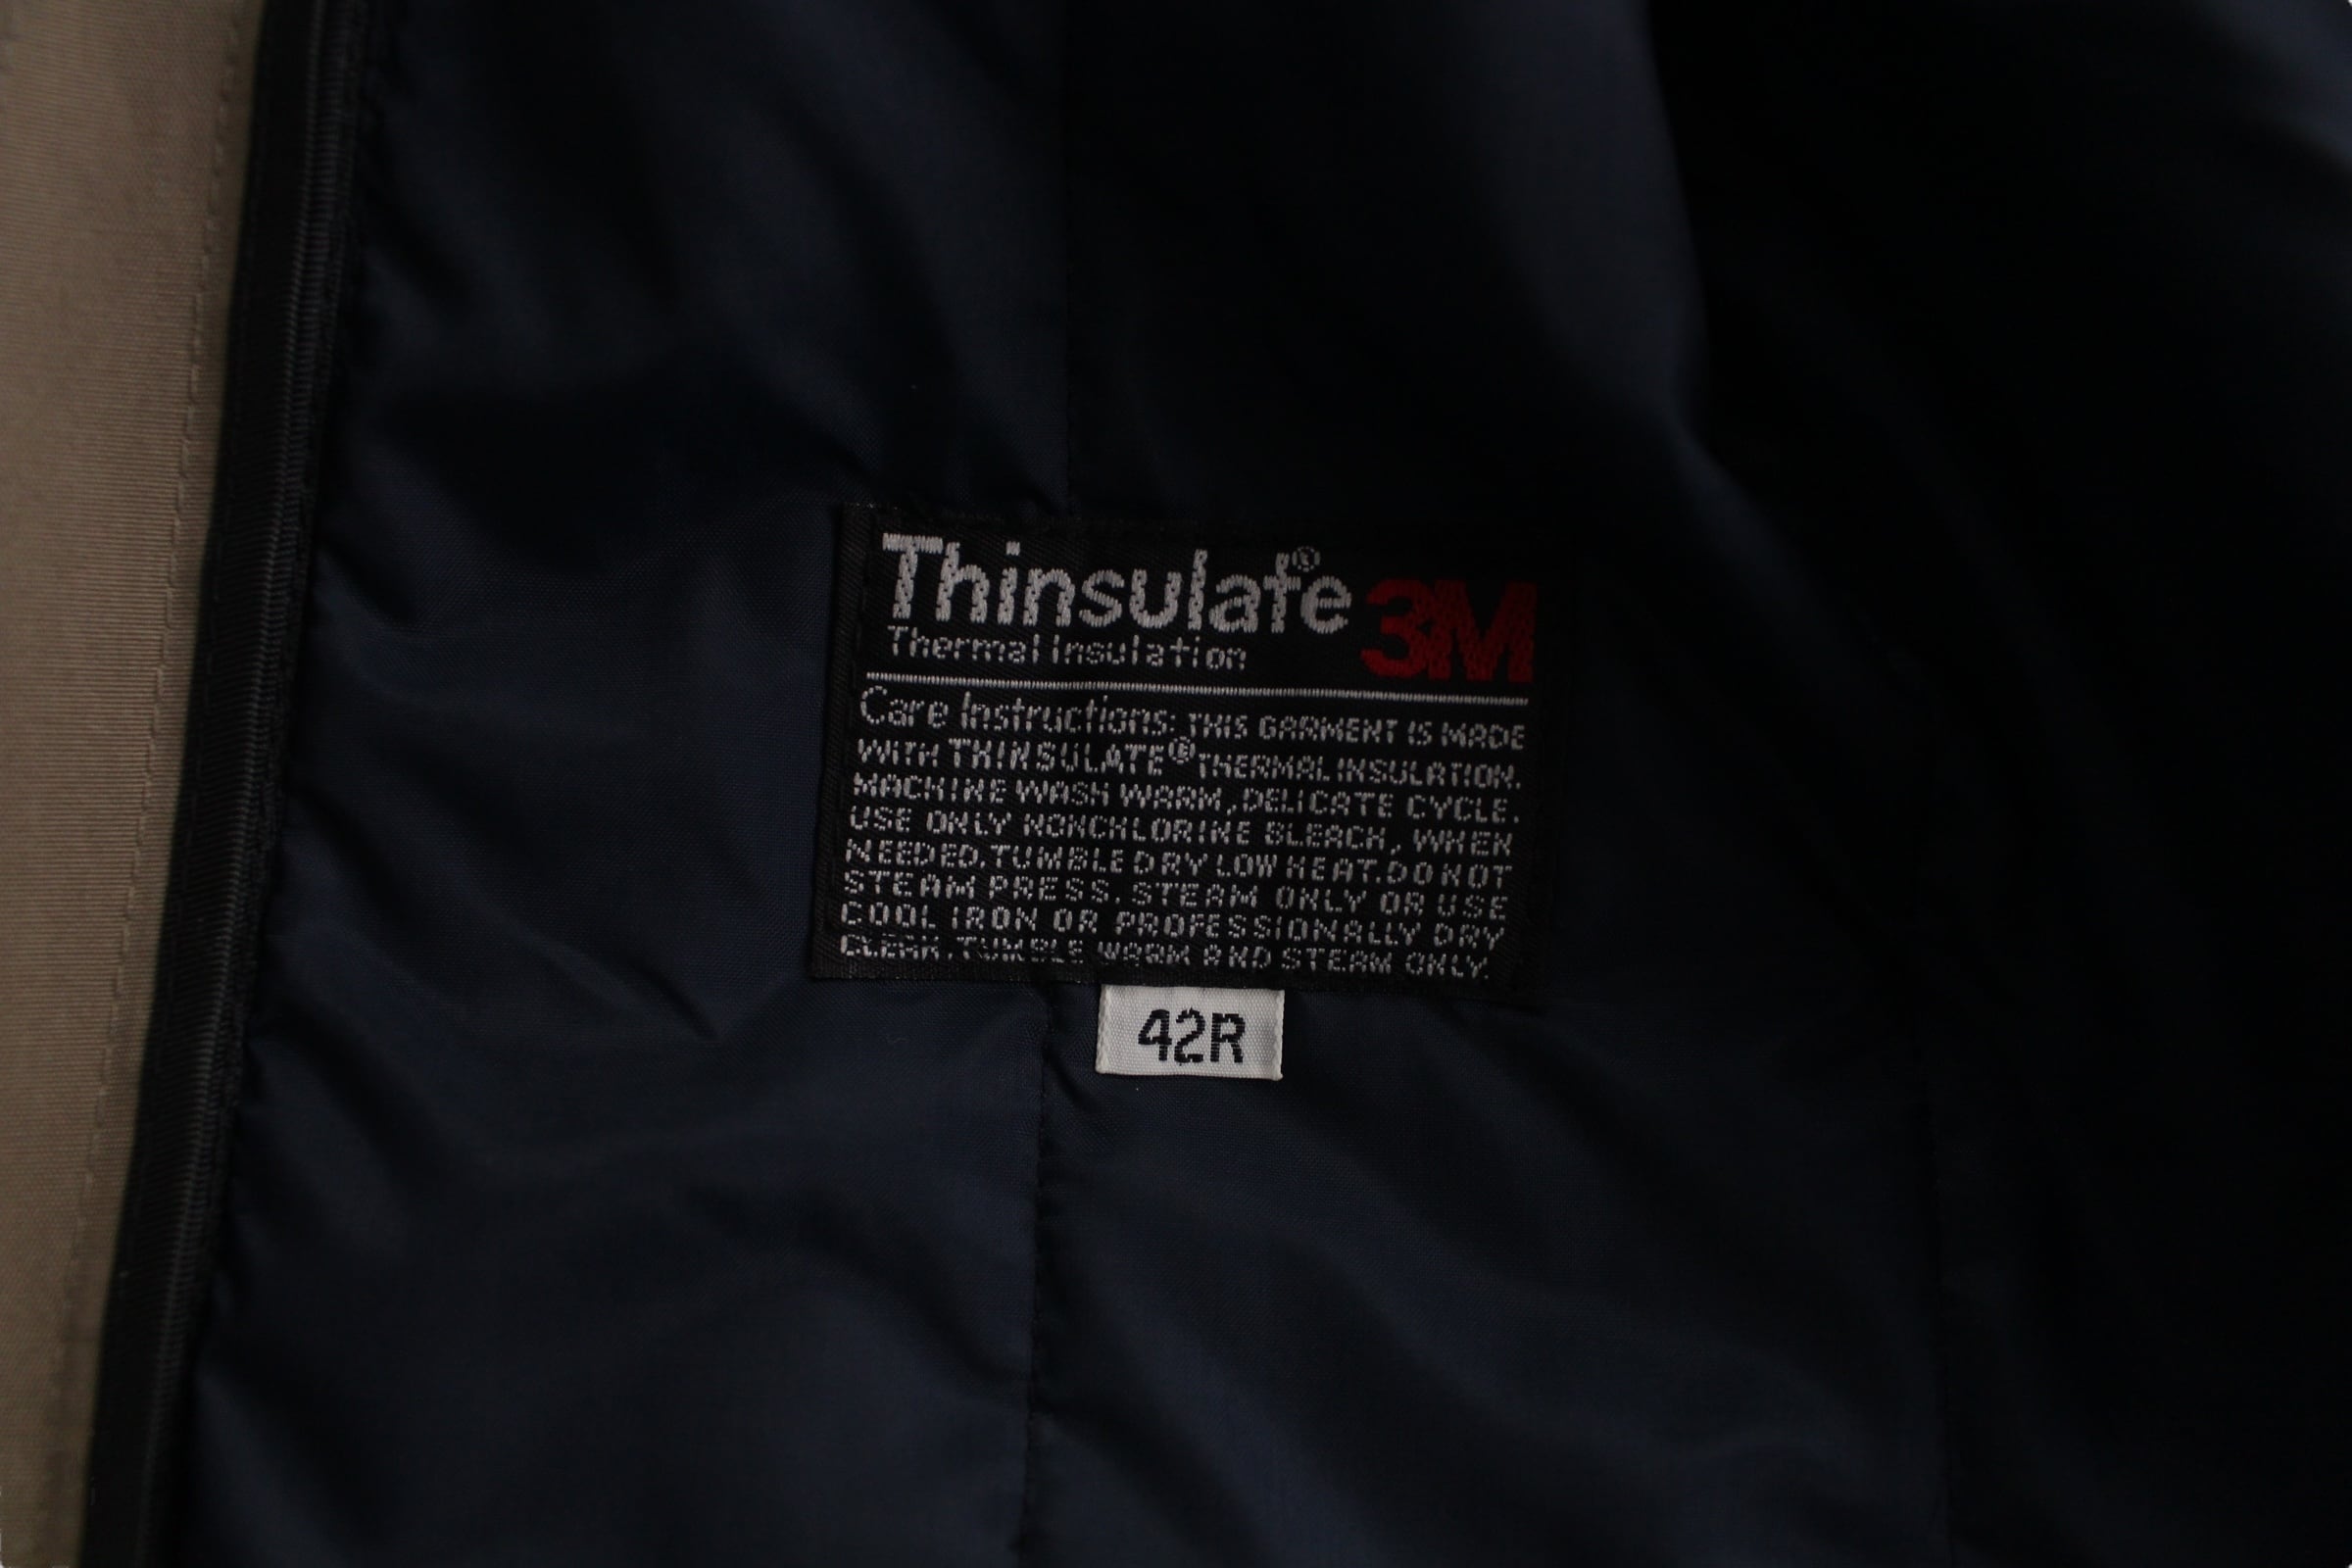 Thinsulate® 3M
Thermal Insulation
Care Instructions: THIS GARMENT IS MADE
WITH THINSULATE® THERMAL INSULATION.
MACHINE WASH WARM, DELICATE CYCLE.
USE ONLY NONCHLORINE BLEACH, WHEN
NEEDED, TUMBLE DRY LOW HEAT. DO NOT
STEAM PRESS. STEAM ONLY OR USE
COOL IRON OR PROFESSIONALLY DRY
CLEAN. TUMBLE WARM AND STEAM ONLY.
42R